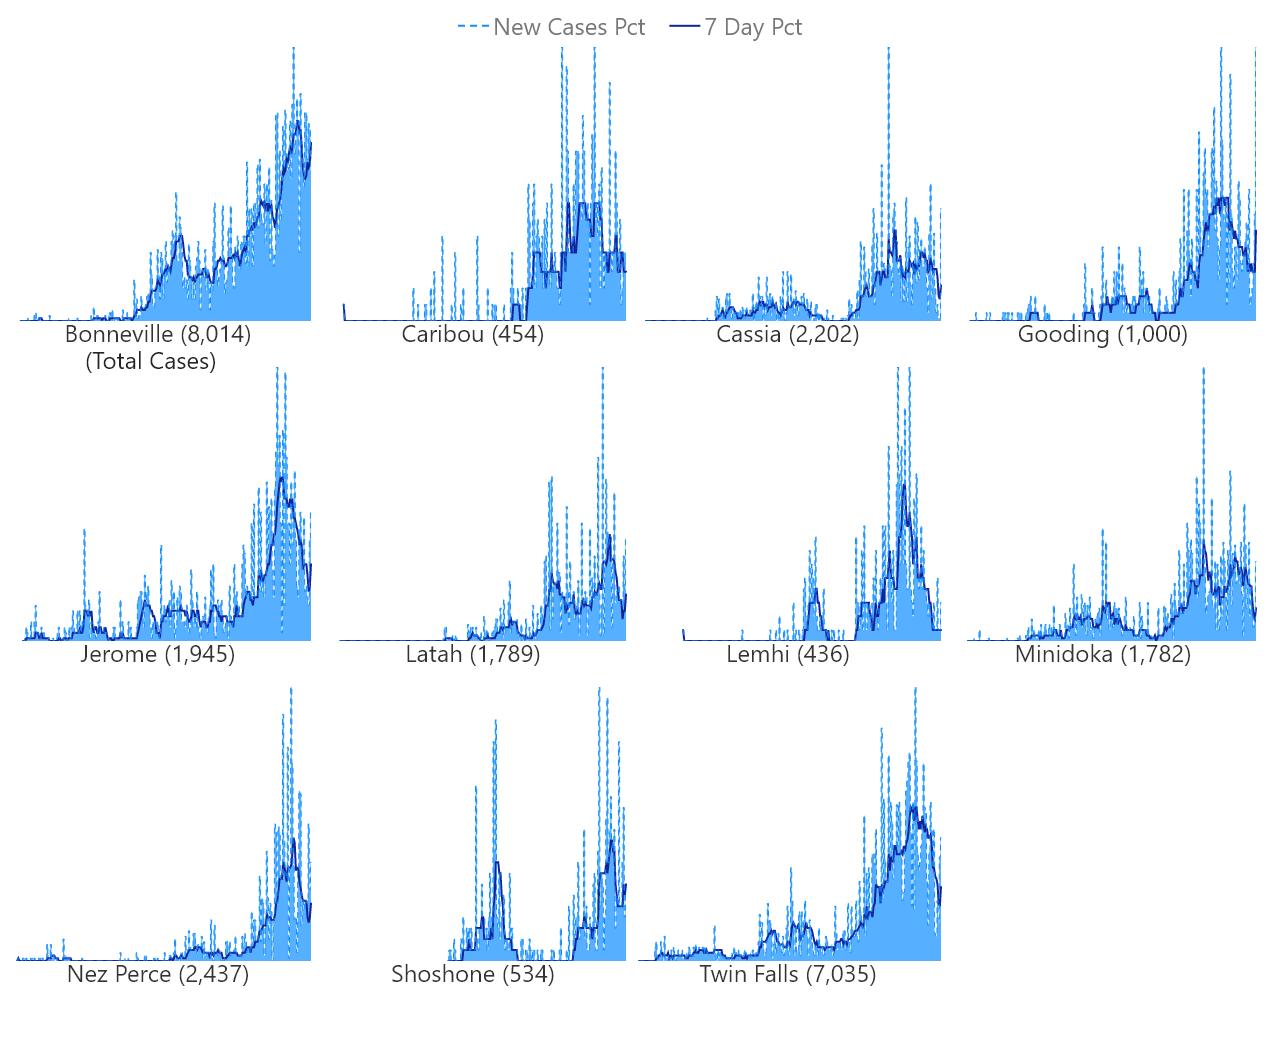 New Cases Pct 7 Day Pct
Bonneville (8,014) Caribou (454) Cassia (2,202) Gooding (1,000)
(Total Cases)
Jerome (1,945) Latah (1,789) Lemhi (436) Minidoka (1,782)
Nez Perce (2,437) Shoshone (534) Twin Falls (7,035)